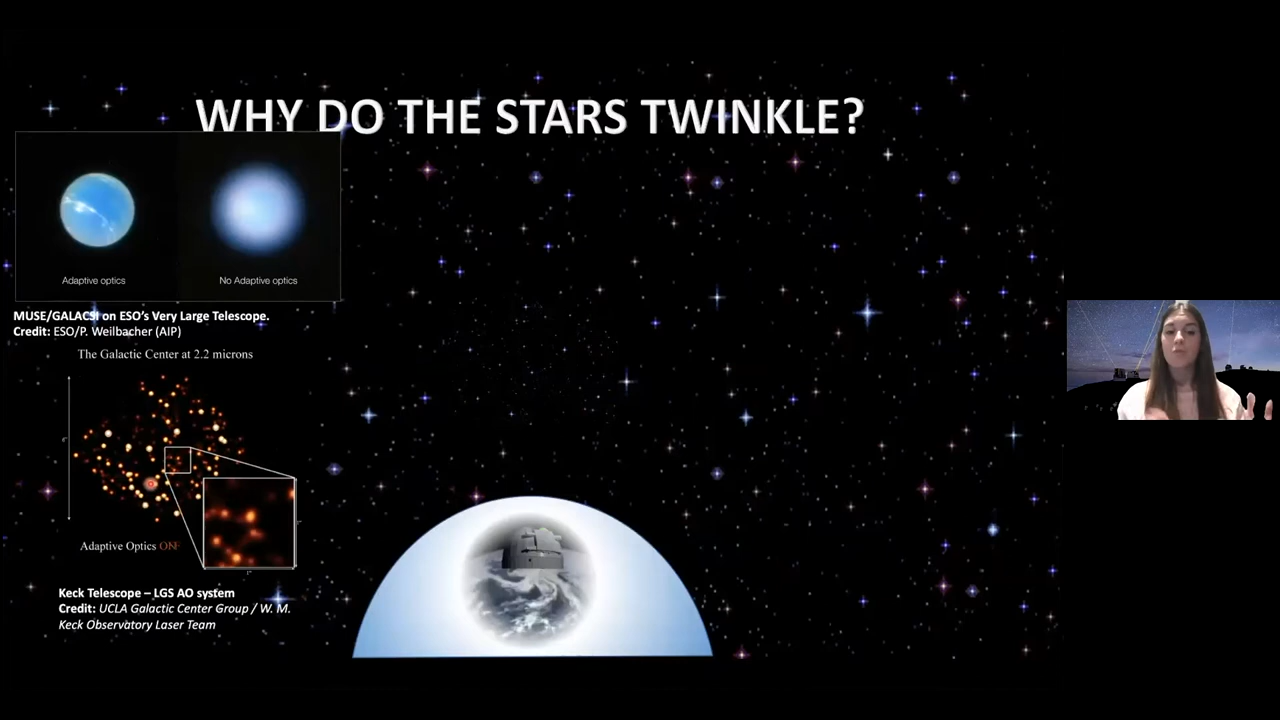 WHY DO THE STARS TWINKLE?
Adaptive optics
No Adaptive optics
MUSE/GALACSI on ESO's Very Large Telescope.
Credit: ESO/P. Weilbacher (AIP)
The Galactic Center at 2.2 microns
Adaptive Optics
Keck Telescope – LGS AO system
Credit: UCLA Galactic Center Group / W. M.
Keck Observatory Laser Team